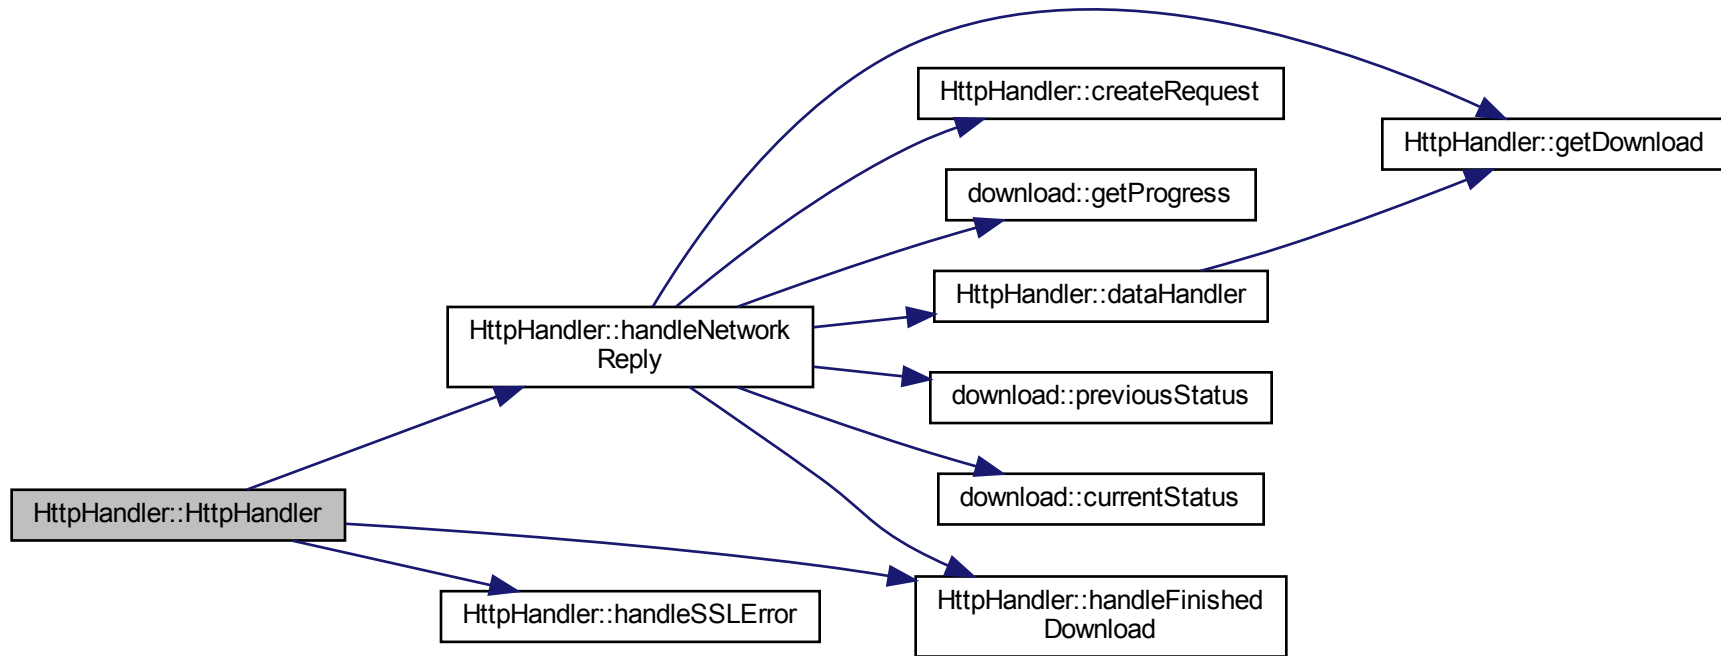 HttpHandler::createRequest
HttpHandler::getDownload
download::getProgress
HttpHandler::dataHandler
HttpHandler::handleNetwork
Reply
download::previousStatus
download::currentStatus
HttpHandler::HttpHandler
HttpHandler::handleSSLError
HttpHandler::handleFinished
Download